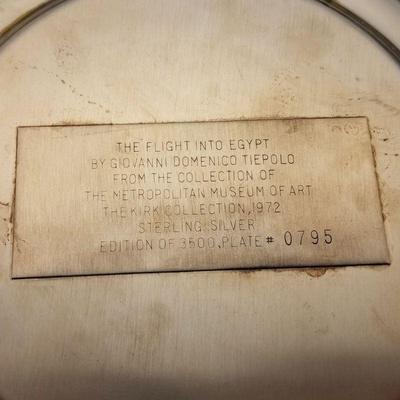 THE FLIGHT INTO EGYPT
BY GIOVANNI DOMENICO TIEPOLO
FROM THE COLLECTION OF
THE METROPOLITAN MUSEUM OF ART
THE KIRK COLLECTION, 1972
STERLING SILVER
EDITION OF 3500, PLATE # 0795